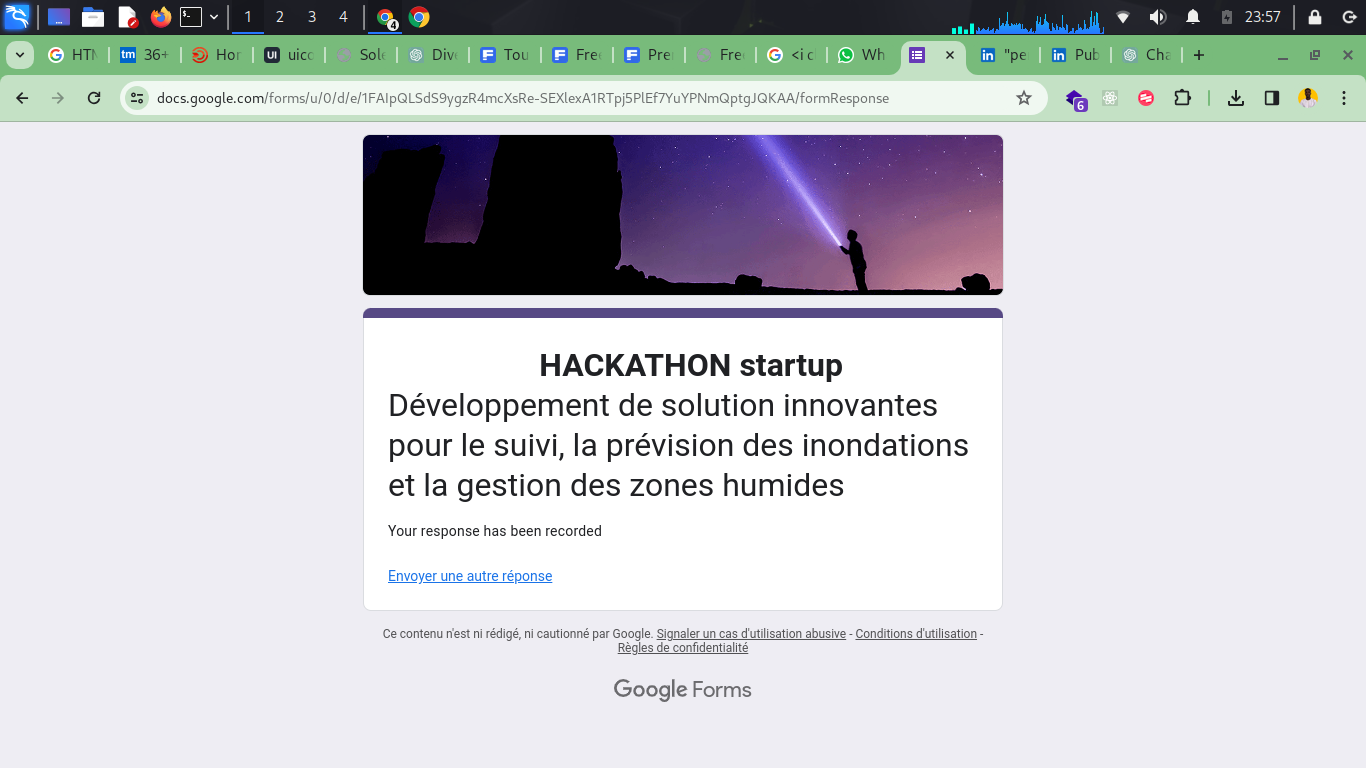 1 2 3 4 4 23:57
HTM 36+ Hor uico Sole Dive Tou Free Prer Free <i cl Wh "pe Pub Cha
docs.google.com/forms/u/0/d/e/1FAIpQLSdS9ygzR4mcXsRe-SEXlexA1RTpj5PlEf7YuYPNmQptgJQKAA/formResponse 6
HACKATHON startup
Développement de solution innovantes
pour le suivi, la prévision des inondations
et la gestion des zones humides
Your response has been recorded
Envoyer une autre réponse
Ce contenu n'est ni rédigé, ni cautionné par Google. Signaler un cas d'utilisation abusive - Conditions d'utilisation -
Règles de confidentialité
Google Forms